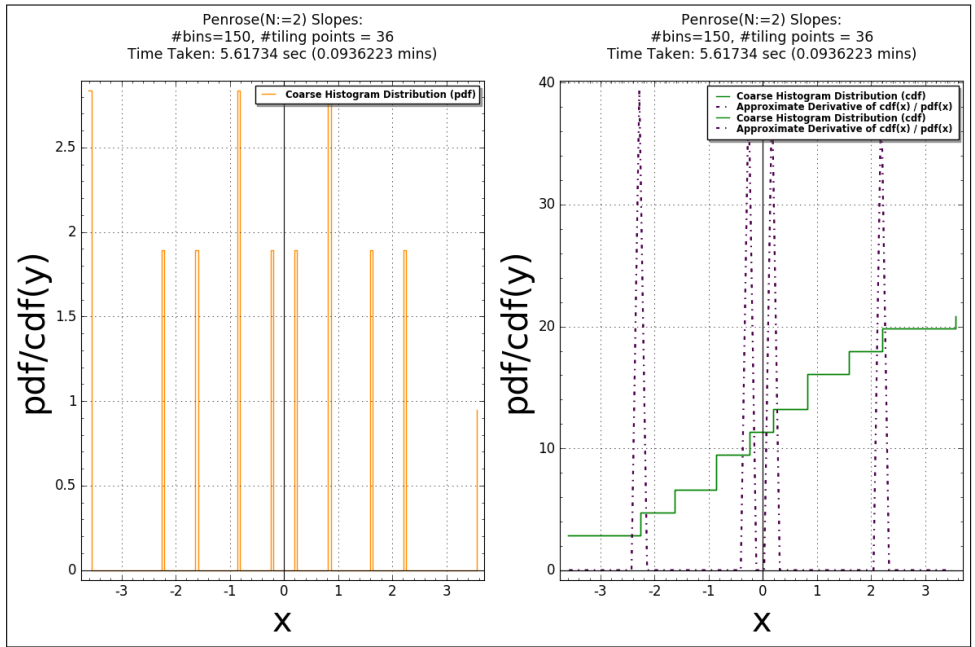 Penrose(N:=2) Slopes:
#bins=150, #tiling points = 36
Time Taken: 5.61734 sec (0.0936223 mins)
Coarse Histogram Distribution (pdf)
pdf/cdf(y)
2.5
2
1.5
1
0.5
0
-3
-2
-1
0
1
2
3
x
Penrose(N:=2) Slopes:
#bins=150, #tiling points = 36
Time Taken: 5.61734 sec (0.0936223 mins)
Coarse Histogram Distribution (cdf)
Approximate Derivative of cdf(x) / pdf(x)
Coarse Histogram Distribution (cdf)
Approximate Derivative of cdf(x) / pdf(x)
pdf/cdf(y)
40
30
20
10
0
-3
-2
-1
0
1
2
3
x